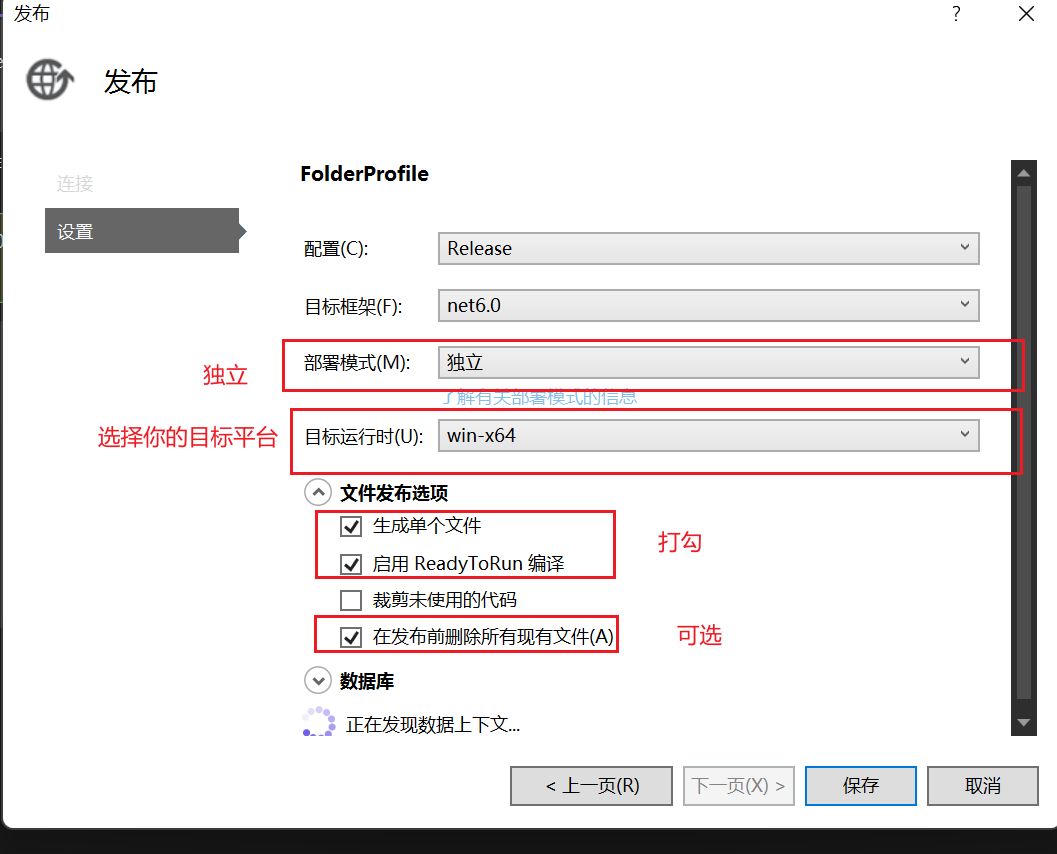 发布
?
发布
连接
设置
FolderProfile
配置(C):
Release
目标框架(F):
net6.0
独立
部署模式(M):
独立
了解有关部署模式的信息
选择你的目标平台
目标运行时(U):
win-x64
文件发布选项
生成单个文件
打勾
启用 ReadyToRun 编译
裁剪未使用的代码
在发布前删除所有现有文件(A)
可选
数据库
正在发现数据上下文...
< 上一页(R)
下一页(X) >
保存
取消